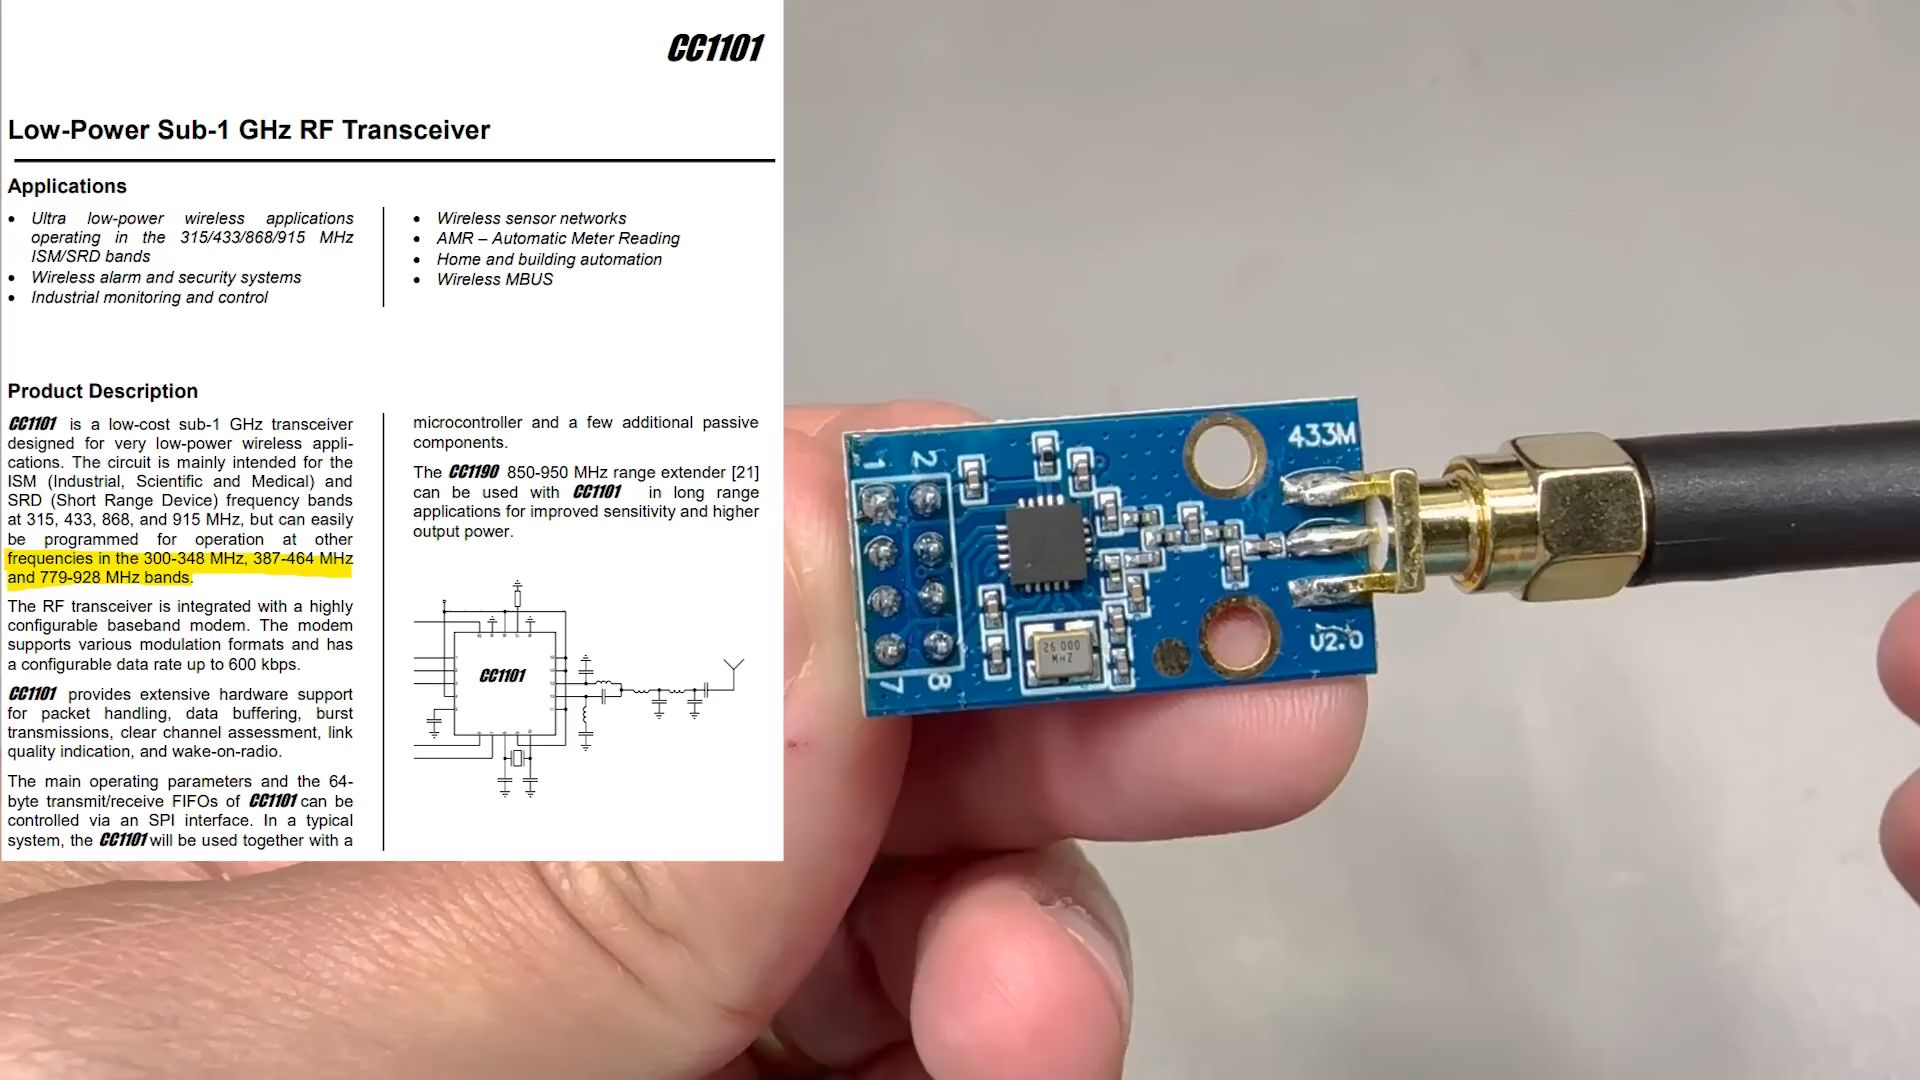 CC1101
Low-Power Sub-1 GHz RF Transceiver
Applications
• Ultra low-power wireless applications
operating in the 315/433/868/915 MHz
ISM/SRD bands
• Wireless alarm and security systems
• Industrial monitoring and control
• Wireless sensor networks
• AMR – Automatic Meter Reading
• Home and building automation
• Wireless MBUS
Product Description
CC1101 is a low-cost sub-1 GHz transceiver
designed for very low-power wireless appli-
cations. The circuit is mainly intended for the
ISM (Industrial, Scientific and Medical) and
SRD (Short Range Device) frequency bands
at 315, 433, 868, and 915 MHz, but can easily
be programmed for operation at other
frequencies in the 300-348 MHz, 387-464 MHz
and 779-928 MHz bands.
The RF transceiver is integrated with a highly
configurable baseband modem. The modem
supports various modulation formats and has
a configurable data rate up to 600 kbps.
CC1101 provides extensive hardware support
for packet handling, data buffering, burst
transmissions, clear channel assessment, link
quality indication, and wake-on-radio.
The main operating parameters and the 64-
byte transmit/receive FIFOs of CC1101 can be
controlled via an SPI interface. In a typical
system, the CC1101 will be used together with a
microcontroller and a few additional passive
components.
The CC1190 850-950 MHz range extender [21]
can be used with CC1101 in long range
applications for improved sensitivity and higher
output power.
CC1101
1 2
7 8
433M
V2.0
26.000
MHZ